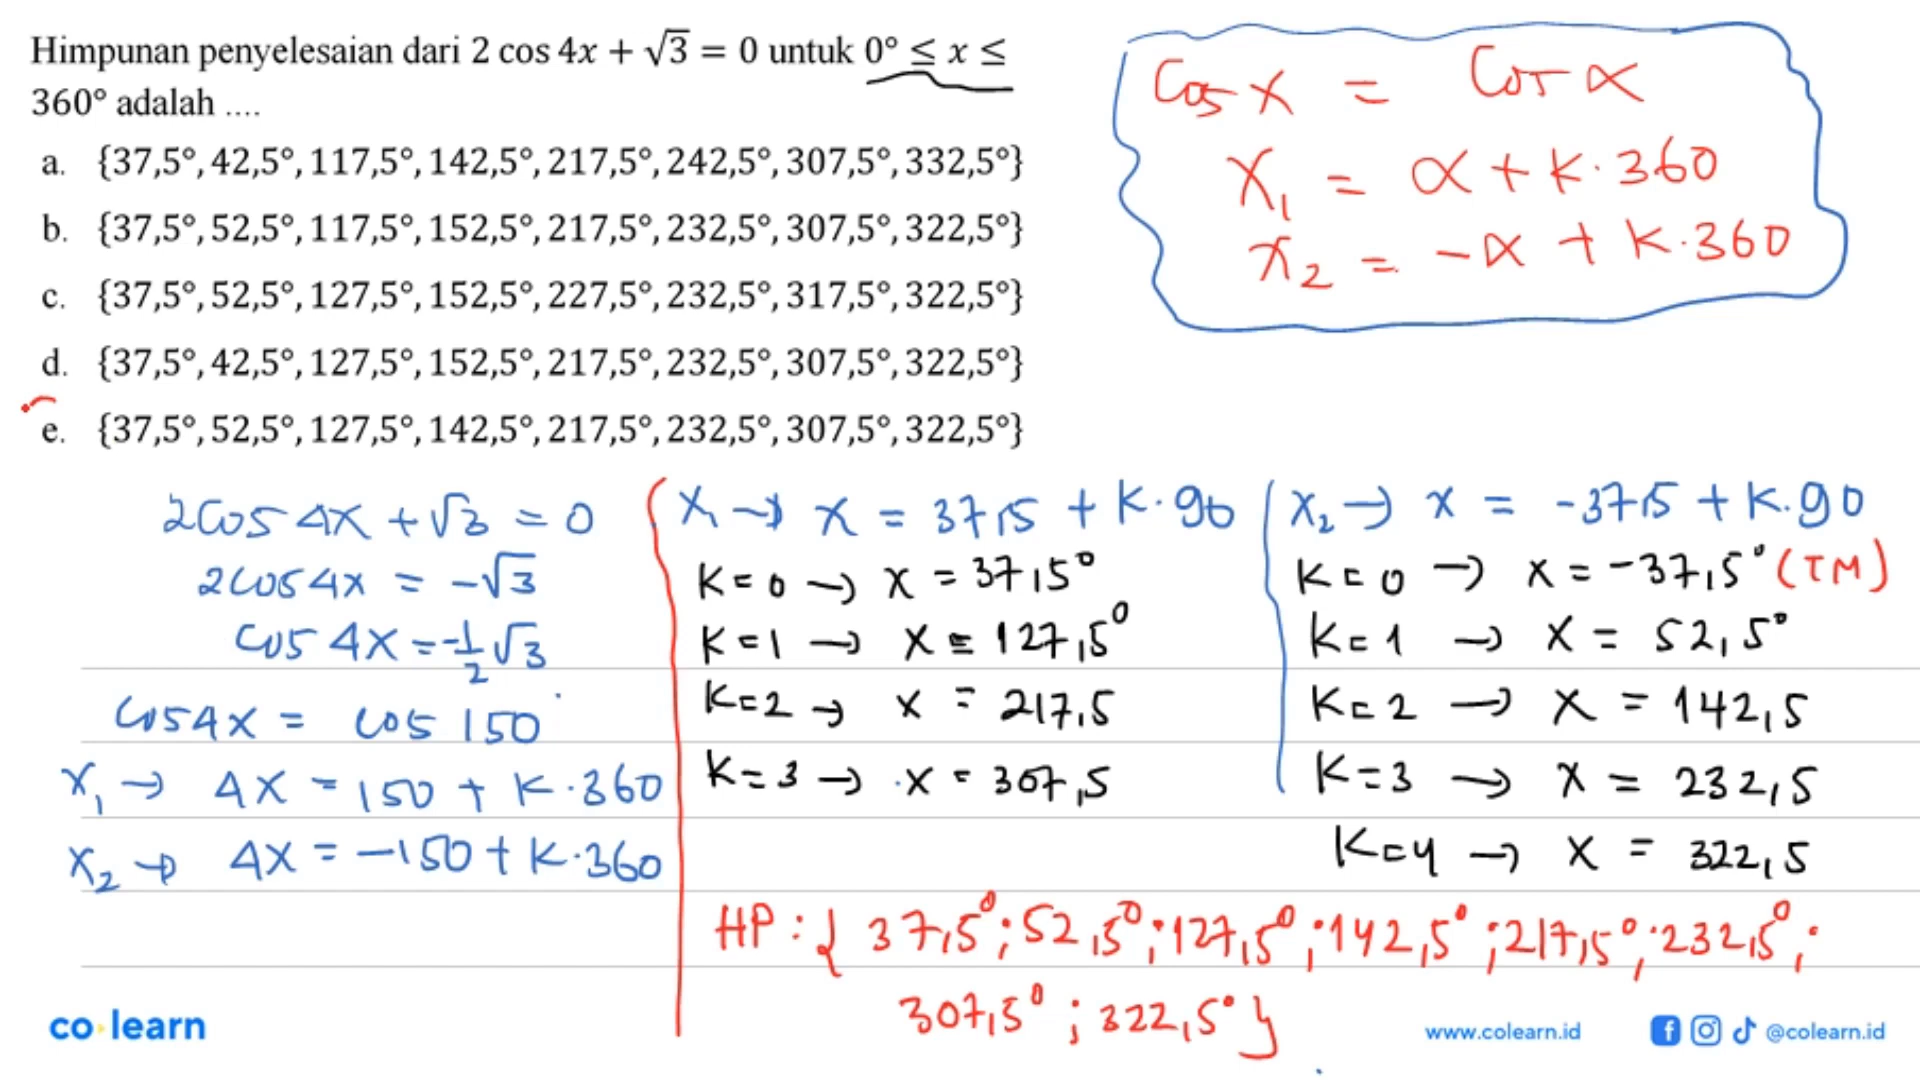 Himpunan penyelesaian dari 2 cos 4x + √3 = 0 untuk 0° ≤ x ≤
360° adalah ....
a. {37,5°, 42,5°, 117,5°, 142,5°, 217,5°, 242,5°, 307,5°, 332,5°}
b. {37,5°, 52,5°, 117,5°, 152,5°, 217,5°, 232,5°, 307,5°, 322,5°}
c. {37,5°, 52,5°, 127,5°, 152,5°, 227,5°, 232,5°, 317,5°, 322,5°}
d. {37,5°, 42,5°, 127,5°, 152,5°, 217,5°, 232,5°, 307,5°, 322,5°}
e. {37,5°, 52,5°, 127,5°, 142,5°, 217,5°, 232,5°, 307,5°, 322,5°}
Cos x = Cos α
x₁ = α + k·360
x₂ = -α + k·360
2cos 4x + √3 = 0
2cos 4x = -√3
cos 4x = -1/2 √3
cos 4x = cos 150°
x₁ → 4x = 150 + k·360
x₂ → 4x = -150 + k·360
x₁ → x = 37,5 + k·90
k=0 → x = 37,5°
k=1 → x = 127,5°
k=2 → x = 217,5
k=3 → x = 307,5
x₂ → x = -37,5 + k·90
k=0 → x = -37,5° (TM)
k=1 → x = 52,5°
k=2 → x = 142,5
k=3 → x = 232,5
k=4 → x = 322,5
HP : { 37,5° ; 52,5° ; 127,5° ; 142,5° ; 217,5° ; 232,5° ;
307,5° ; 322,5° }
co learn
www.colearn.id
@colearn.id